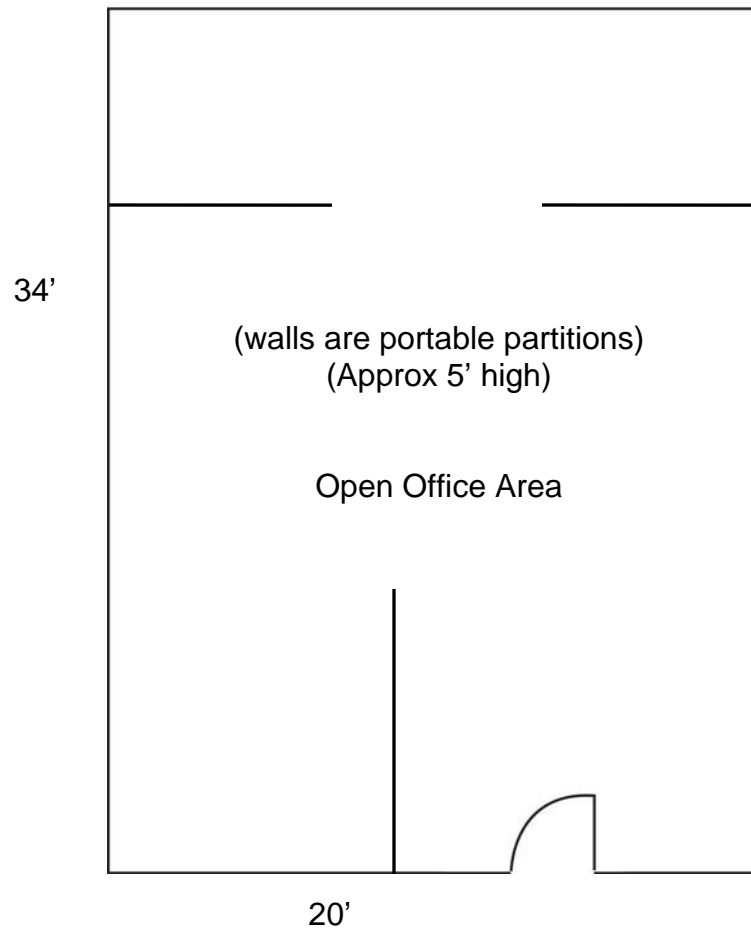 34’
(walls are portable partitions)
(Approx 5’ high)
Open Office Area
20’